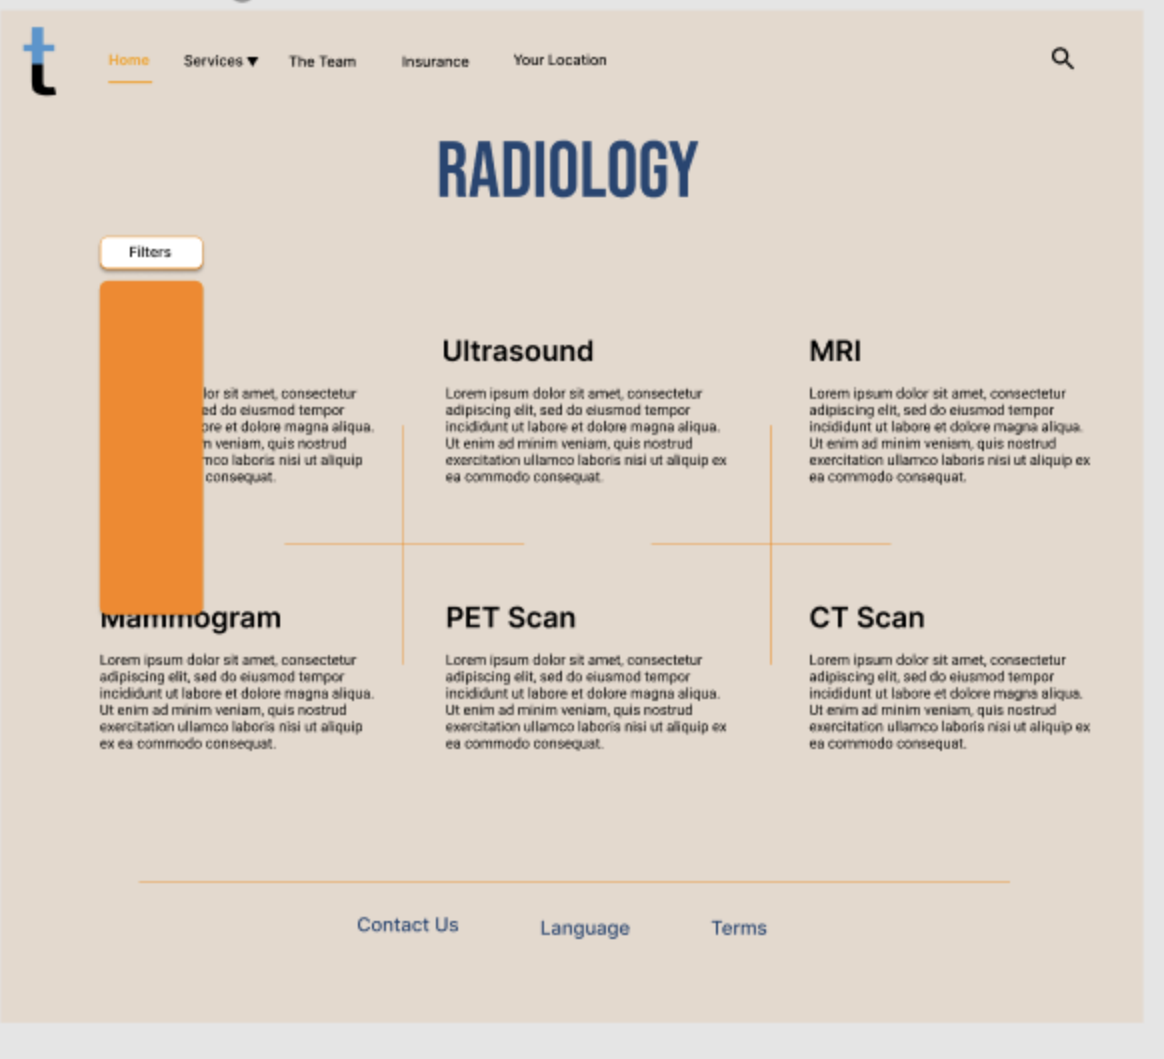 t
Home Services ▼ The Team Insurance Your Location
RADIOLOGY
Filters
Ultrasound
MRI
lor sit amet, consectetur
ed do eiusmod tempor
ore et dolore magna aliqua.
m veniam, quis nostrud
mco laboris nisi ut aliquip
consequat.
Lorem ipsum dolor sit amet, consectetur
adipiscing elit, sed do eiusmod tempor
incididunt ut labore et dolore magna aliqua.
Ut enim ad minim veniam, quis nostrud
exercitation ullamco laboris nisi ut aliquip ex
ea commodo consequat.
Lorem ipsum dolor sit amet, consectetur
adipiscing elit, sed do eiusmod tempor
incididunt ut labore et dolore magna aliqua.
Ut enim ad minim veniam, quis nostrud
exercitation ullamco laboris nisi ut aliquip ex
ea commodo consequat.
Mammogram
PET Scan
CT Scan
Lorem ipsum dolor sit amet, consectetur
adipiscing elit, sed do eiusmod tempor
incididunt ut labore et dolore magna aliqua.
Ut enim ad minim veniam, quis nostrud
exercitation ullamco laboris nisi ut aliquip
ex ea commodo consequat.
Lorem ipsum dolor sit amet, consectetur
adipiscing elit, sed do eiusmod tempor
incididunt ut labore et dolore magna aliqua.
Ut enim ad minim veniam, quis nostrud
exercitation ullamco laboris nisi ut aliquip ex
ea commodo consequat.
Lorem ipsum dolor sit amet, consectetur
adipiscing elit, sed do eiusmod tempor
incididunt ut labore et dolore magna aliqua.
Ut enim ad minim veniam, quis nostrud
exercitation ullamco laboris nisi ut aliquip ex
ea commodo consequat.
Contact Us Language Terms